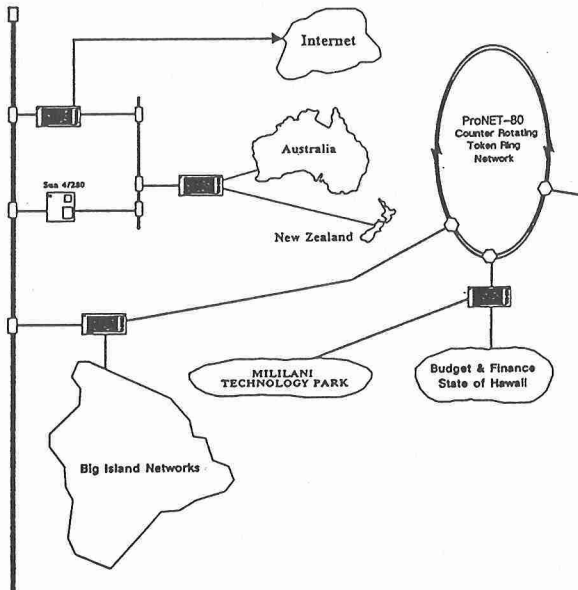 Internet
ProNET-80
Counter Rotating
Token Ring
Network
Australia
Sun 4/280
New Zealand
MILILANI
TECHNOLOGY PARK
Budget & Finance
State of Hawaii
Big Island Networks